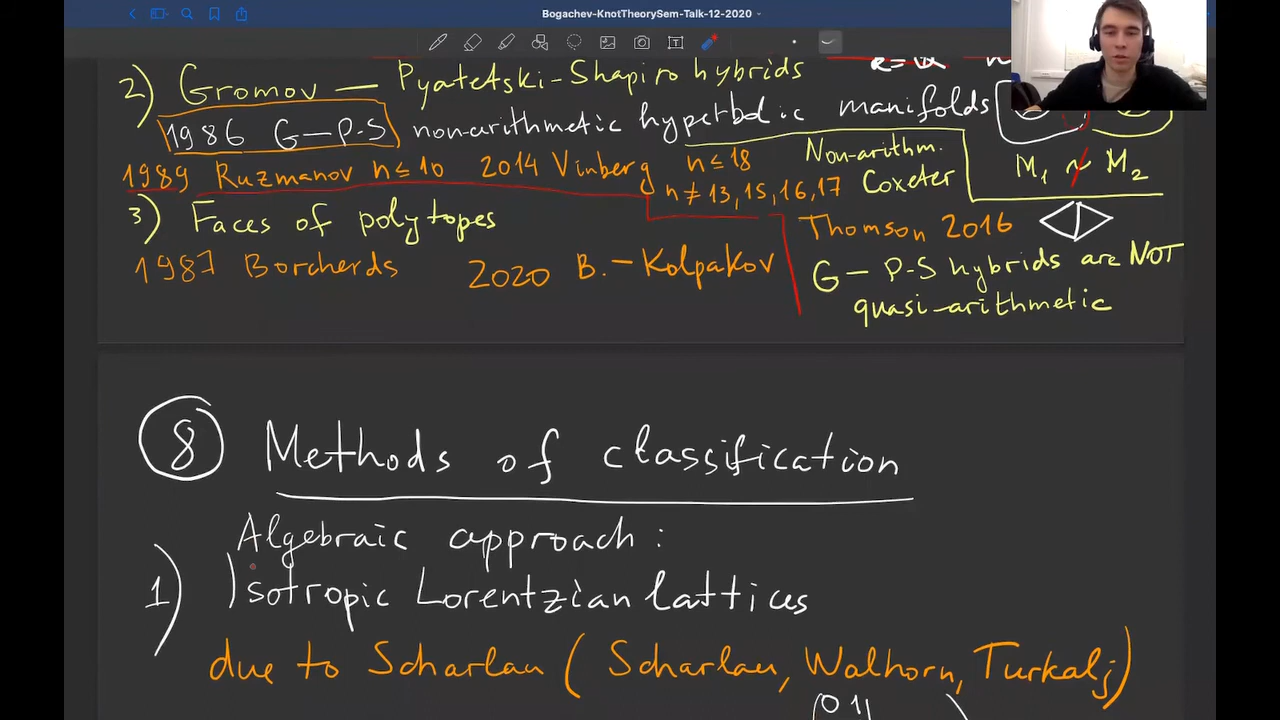 Bogachev-KnotTheorySem-Talk-12-2020
2) Gromov — Pyatetski-Shapiro hybrids
1986 G-P-S non-arithmetic hyperbolic manifolds
1989 Ruzmanov n ≤ 10 2014 Vinberg n ≤ 18
n ≠ 13, 15, 16, 17
Non-arithm.
Coxeter
M₁ ≁ M₂
3) Faces of polytopes
1987 Borcherds 2020 B. - Kolpakov
Thomson 2016
G - P-S hybrids are NOT
quasi-arithmetic
8 Methods of classification
Algebraic approach:
1) Isotropic Lorentzian lattices
due to Scharlau (Scharlau, Walhorn, Turkalj)